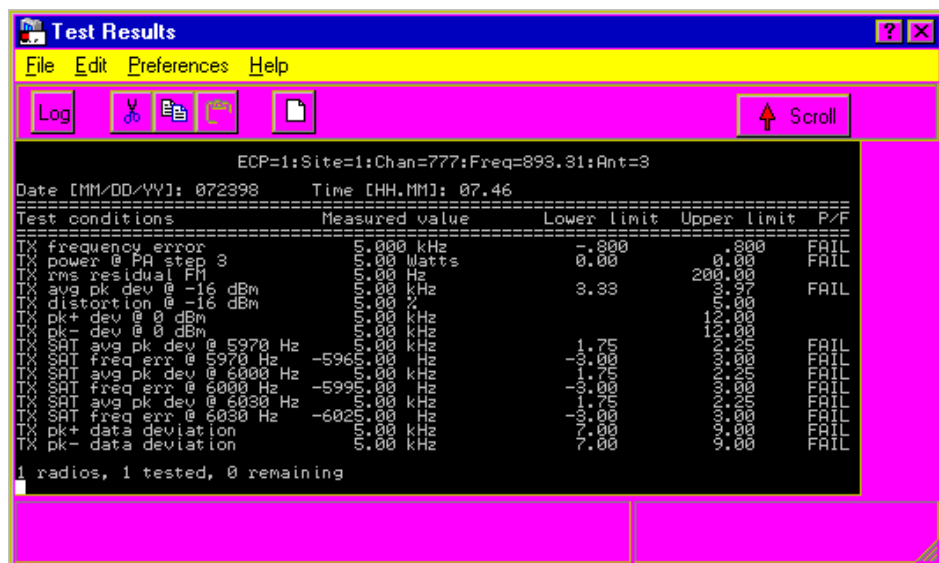 Test Results
File Edit Preferences Help
Log Scroll
ECP=1:Site=1:Chan=777:Freq=893.31:Ant=3
Date [MM/DD/YY]: 072398 Time [HH.MM]: 07.46
Test conditions Measured value Lower limit Upper limit P/F
TX frequency error 5.000 kHz -.800 .800 FAIL
TX power @ PA step 3 5.00 Watts 0.00 0.00 FAIL
TX rms residual FM 5.00 Hz 200.00
TX avg pk dev @ -16 dBm 5.00 kHz 3.33 3.97 FAIL
TX distortion @ -16 dBm 5.00 % 5.00
TX pk+ dev @ 0 dBm 5.00 kHz 12.00
TX pk- dev @ 0 dBm 5.00 kHz 12.00
TX SAT avg pk dev @ 5970 Hz 5.00 kHz 1.75 2.25 FAIL
TX SAT freq err @ 5970 Hz -5965.00 Hz -3.00 3.00 FAIL
TX SAT avg pk dev @ 6000 Hz 5.00 kHz 1.75 2.25 FAIL
TX SAT freq err @ 6000 Hz -5995.00 Hz -3.00 3.00 FAIL
TX SAT avg pk dev @ 6030 Hz 5.00 kHz 1.75 2.25 FAIL
TX SAT freq err @ 6030 Hz -6025.00 Hz -3.00 3.00 FAIL
TX pk+ data deviation 5.00 kHz 7.00 9.00 FAIL
TX pk- data deviation 5.00 kHz 7.00 9.00 FAIL
1 radios, 1 tested, 0 remaining